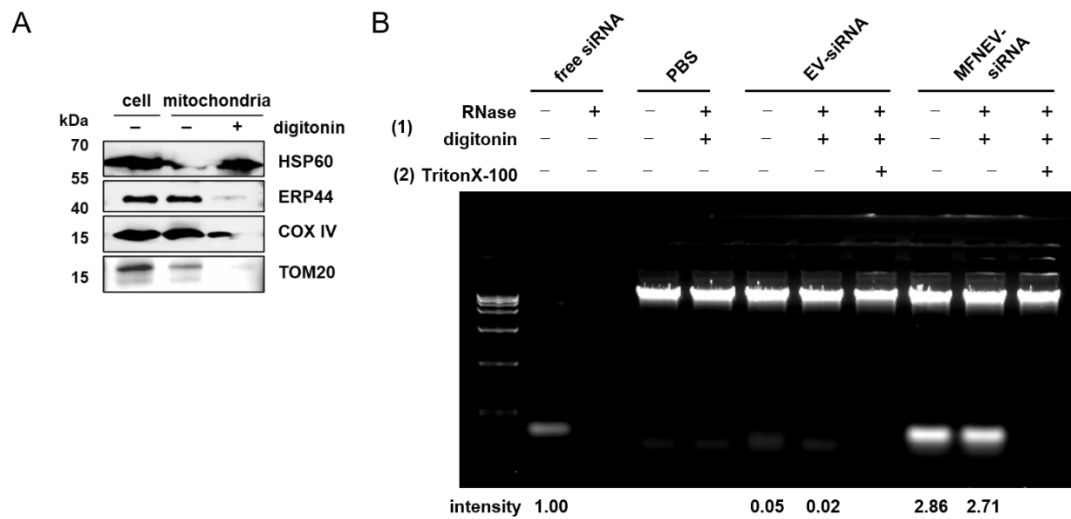 A
cell mitochondria
kDa – – + digitonin
70
HSP60
55
ERP44
40
COX IV
15
TOM20
15
B
free siRNA PBS EV-siRNA MFNEV-siRNA
(1) RNase – + – + – + + – + +
digitonin – – – + – + + – + +
(2) TritonX-100 – – – – – – + – – +
intensity 1.00 0.05 0.02 2.86 2.71